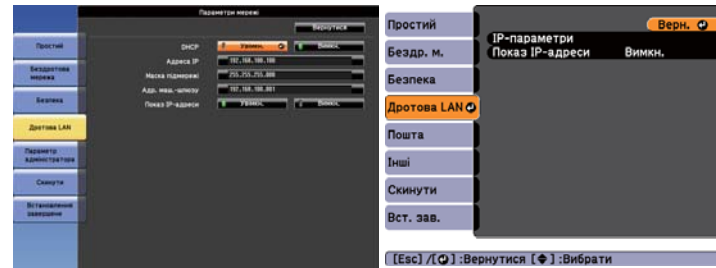 Параметри мережі
Вернутися
Простий
Бездротова
мережа
Безпека
Дротова LAN
Параметр
адміністратора
Скинути
Встановлення
завершене
DHCP
Увімкн.
Вимкн.
Адреса IP
192.168.100.100
Маска підмережі
255.255.255.000
Адр. маш.-шлюзу
192.168.100.001
Показ IP-адреси
Увімкн.
Вимкн.
Простий
Бездр. м.
Безпека
Дротова LAN
Пошта
Інші
Скинути
Вст. зав.
Верн.
IP-параметри
Показ IP-адреси Вимкн.
[Esc] /[ ] :Вернутися [ ] :Вибрати